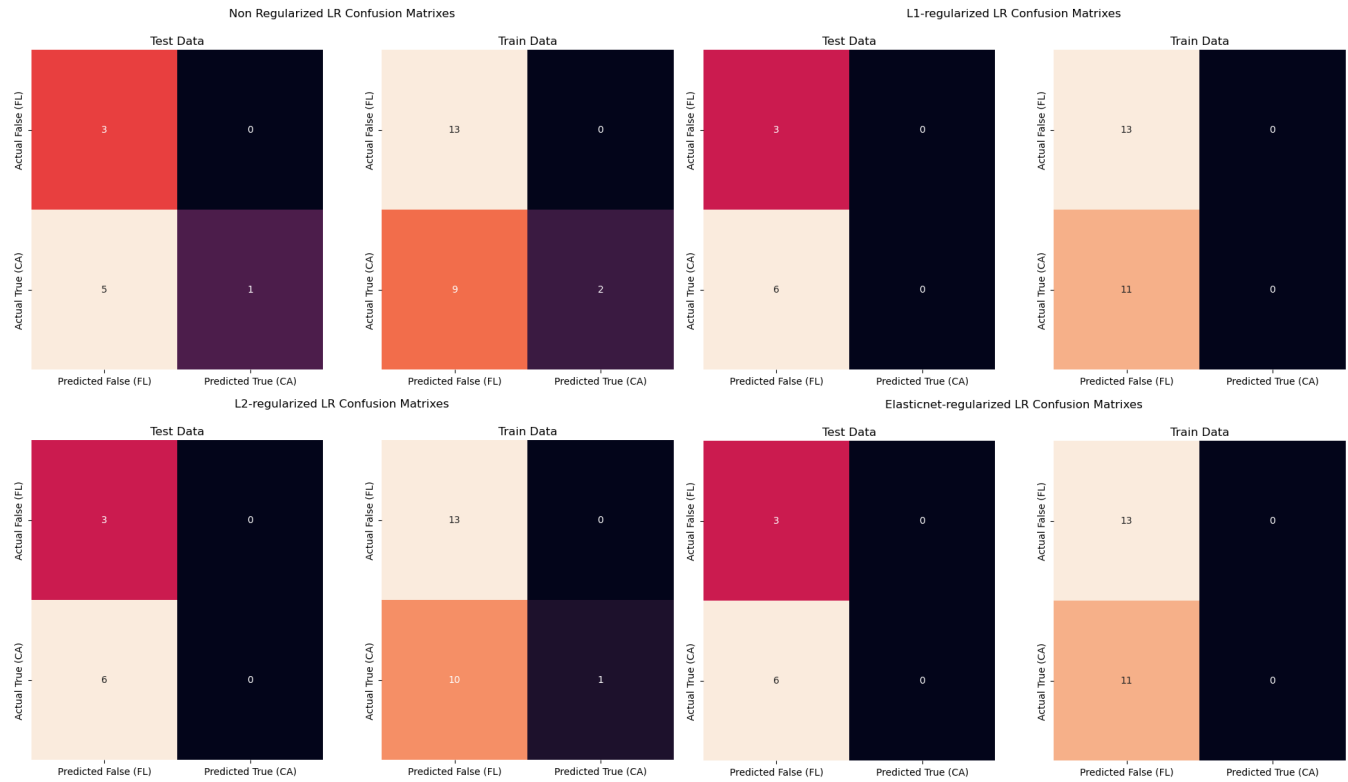 Non Regularized LR Confusion Matrixes
Test Data
Actual False (FL)
Actual True (CA)
3
0
5
1
Predicted False (FL)
Predicted True (CA)
Train Data
Actual False (FL)
Actual True (CA)
13
0
9
2
Predicted False (FL)
Predicted True (CA)
L1-regularized LR Confusion Matrixes
Test Data
Actual False (FL)
Actual True (CA)
3
0
6
0
Predicted False (FL)
Predicted True (CA)
Train Data
Actual False (FL)
Actual True (CA)
13
0
11
0
Predicted False (FL)
Predicted True (CA)
L2-regularized LR Confusion Matrixes
Test Data
Actual False (FL)
Actual True (CA)
3
0
6
0
Predicted False (FL)
Predicted True (CA)
Train Data
Actual False (FL)
Actual True (CA)
13
0
10
1
Predicted False (FL)
Predicted True (CA)
Elasticnet-regularized LR Confusion Matrixes
Test Data
Actual False (FL)
Actual True (CA)
3
0
6
0
Predicted False (FL)
Predicted True (CA)
Train Data
Actual False (FL)
Actual True (CA)
13
0
11
0
Predicted False (FL)
Predicted True (CA)